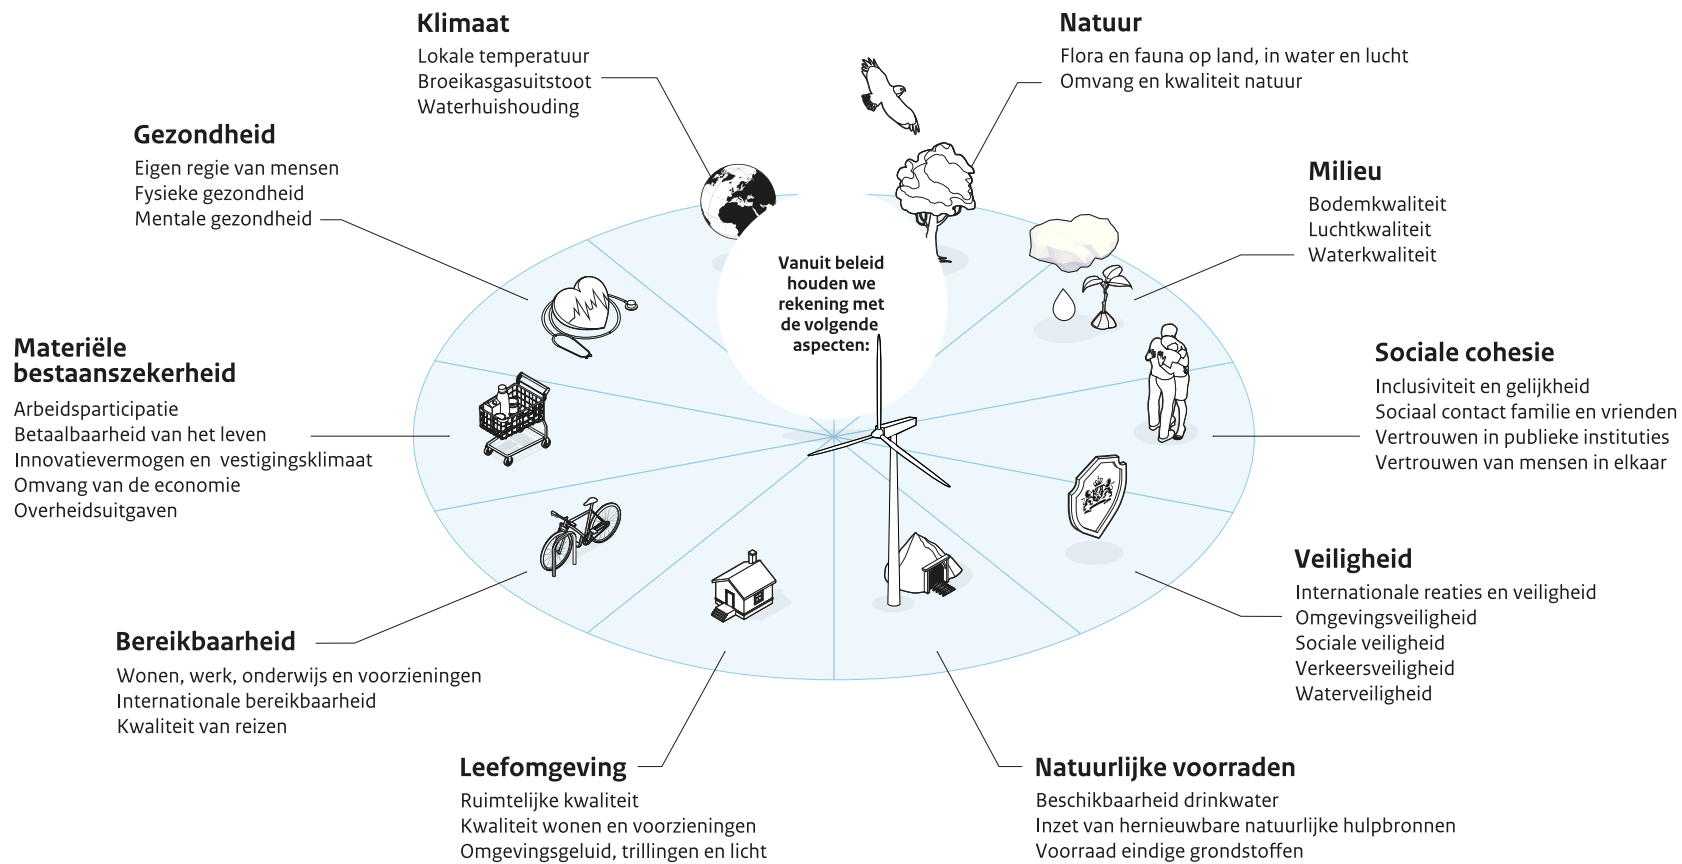 Klimaat
Lokale temperatuur
Broeikasgasuitstoot
Waterhuishouding
Natuur
Flora en fauna op land, in water en lucht
Omvang en kwaliteit natuur
Gezondheid
Eigen regie van mensen
Fysieke gezondheid
Mentale gezondheid
Milieu
Bodemkwaliteit
Luchtkwaliteit
Waterkwaliteit
Vanuit beleid
houden we
rekening met
de volgende
aspecten:
Materiële
bestaanszekerheid
Arbeidsparticipatie
Betaalbaarheid van het leven
Innovatievermogen en vestigingsklimaat
Omvang van de economie
Overheidsuitgaven
Sociale cohesie
Inclusiviteit en gelijkheid
Sociaal contact familie en vrienden
Vertrouwen in publieke instituties
Vertrouwen van mensen in elkaar
Veiligheid
Internationale reaties en veiligheid
Omgevingsveiligheid
Sociale veiligheid
Verkeersveiligheid
Waterveiligheid
Bereikbaarheid
Wonen, werk, onderwijs en voorzieningen
Internationale bereikbaarheid
Kwaliteit van reizen
Leefomgeving
Ruimtelijke kwaliteit
Kwaliteit wonen en voorzieningen
Omgevingsgeluid, trillingen en licht
Natuurlijke voorraden
Beschikbaarheid drinkwater
Inzet van hernieuwbare natuurlijke hulpbronnen
Voorraad eindige grondstoffen